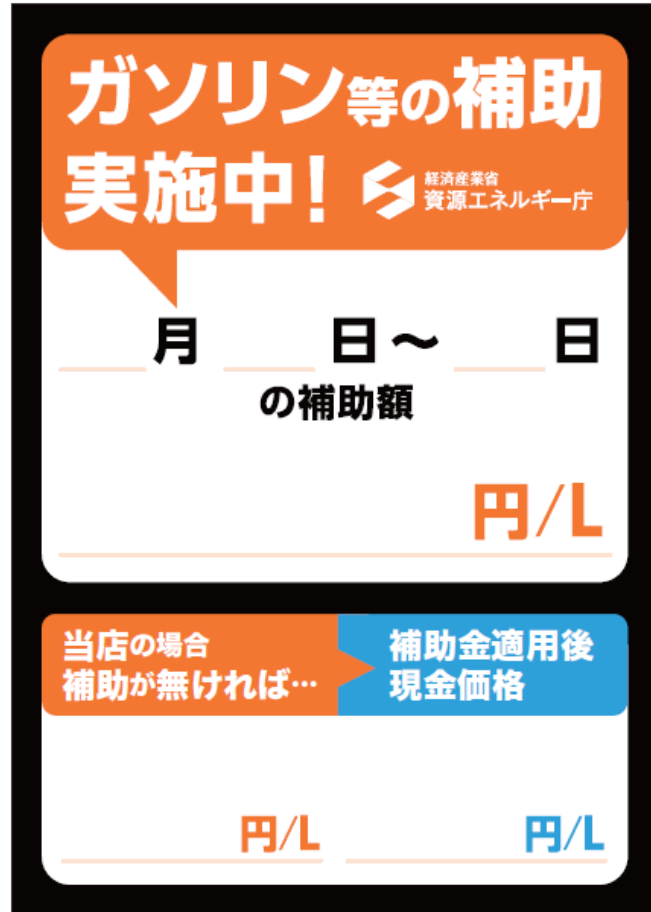 ガソリン等の補助
実施中！
経済産業省
資源エネルギー庁
月 日～ 日
の補助額
円/L
当店の場合
補助が無ければ…
補助金適用後
現金価格
円/L
円/L